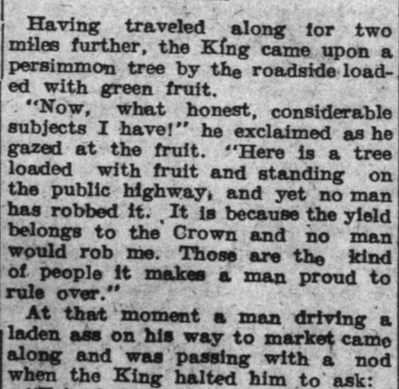 Having traveled along for two
miles further, the King came upon a
persimmon tree by the roadside load-
ed with green fruit.
"Now, what honest, considerable
subjects I have!" he exclaimed as he
gazed at the fruit. "Here is a tree
loaded with fruit and standing on
the public highway, and yet no man
has robbed it. It is because the yield
belongs to the Crown and no man
would rob me. Those are the kind
of people it makes a man proud to
rule over."
At that moment a man driving a
laden ass on his way to market came
along and was passing with a nod
when the King halted him to ask: